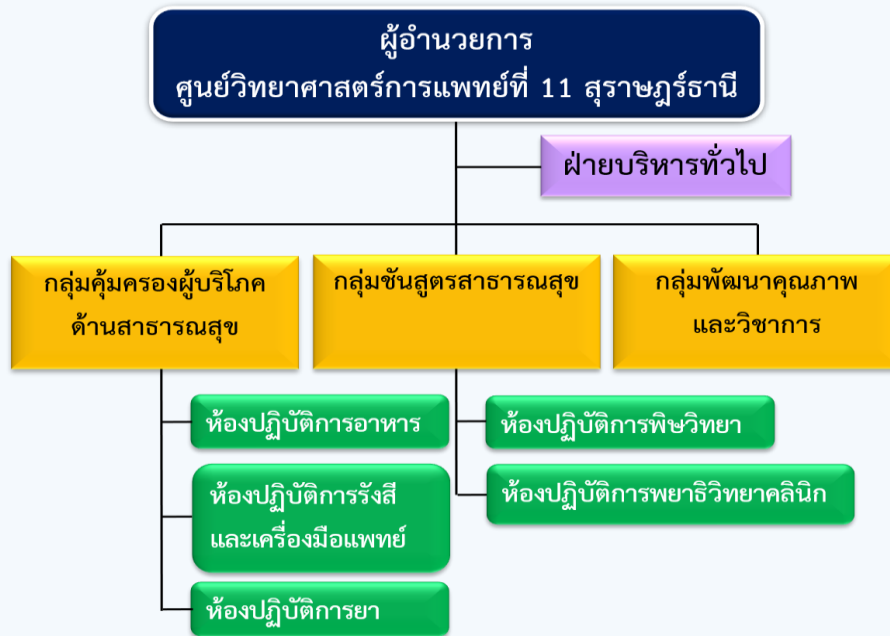 ผู้อำนวยการ
ศูนย์วิทยาศาสตร์การแพทย์ที่ 11 สุราษฎร์ธานี
ฝ่ายบริหารทั่วไป
กลุ่มคุ้มครองผู้บริโภค
ด้านสาธารณสุข
กลุ่มชันสูตรสาธารณสุข
กลุ่มพัฒนาคุณภาพ
และวิชาการ
ห้องปฏิบัติการอาหาร
ห้องปฏิบัติการรังสี
และเครื่องมือแพทย์
ห้องปฏิบัติการยา
ห้องปฏิบัติการพิษวิทยา
ห้องปฏิบัติการพยาธิวิทยาคลินิก